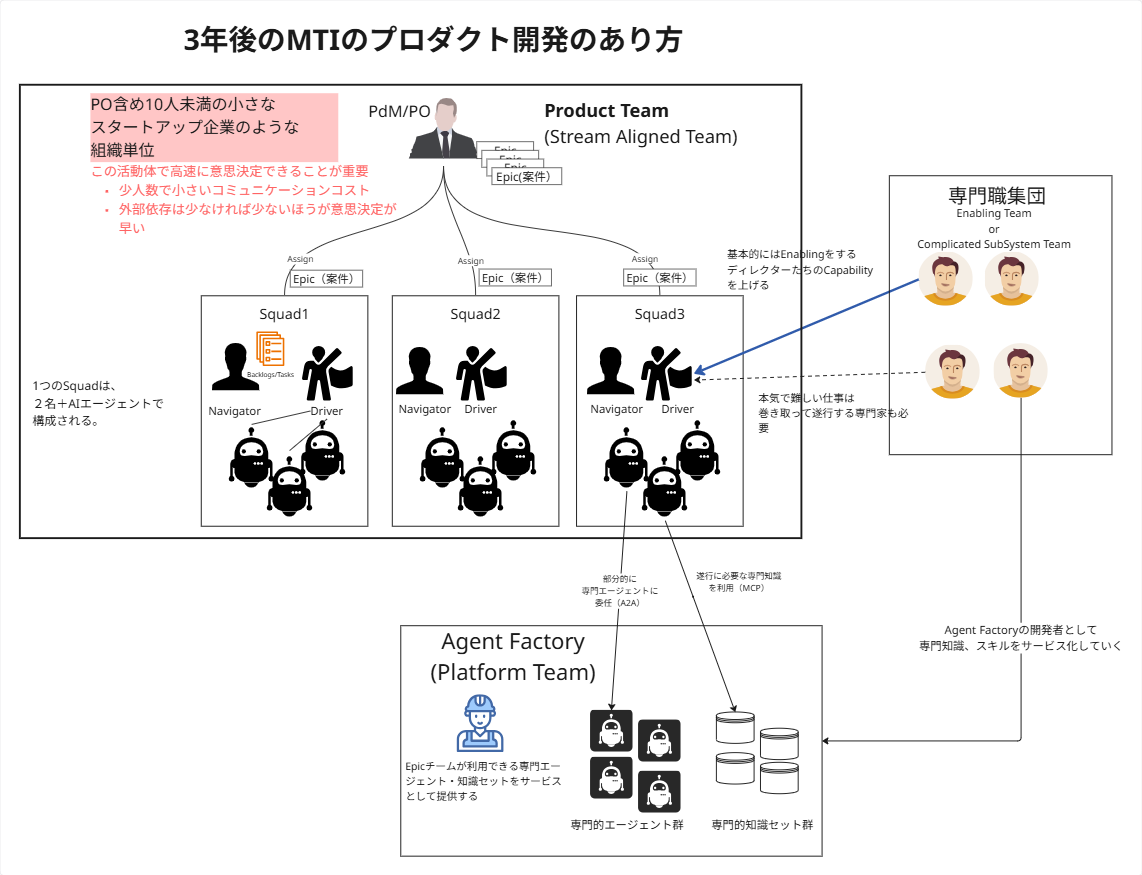 3年後のMTIのプロダクト開発のあり方
PO含め10人未満の小さな
スタートアップ企業のような
組織単位
この活動体で高速に意思決定できることが重要
• 少人数で小さいコミュニケーションコスト
• 外部依存は少なければ少ないほうが意思決定が
早い
PdM/PO
Product Team
(Stream Aligned Team)
Epic
Epic
Epic
Epic(案件）
Assign
Assign
Assign
Epic（案件）
Epic（案件）
Epic（案件）
基本的にはEnablingをする
ディレクターたちのCapability
を上げる
専門職集団
Enabling Team
or
Complicated SubSystem Team
1つのSquadは、
２名＋AIエージェントで
構成される。
Squad1
Backlogs/Tasks
Navigator
Driver
Squad2
Navigator
Driver
Squad3
Navigator
Driver
本気で難しい仕事は
巻き取って遂行する専門家も必
要
部分的に
専門エージェントに
委任（A2A）
遂行に必要な専門知識
を利用（MCP）
Agent Factoryの開発者として
専門知識、スキルをサービス化していく
Agent Factory
(Platform Team)
Epicチームが利用できる専門エー
ジェント・知識セットをサービス
として提供する
専門的エージェント群
専門的知識セット群